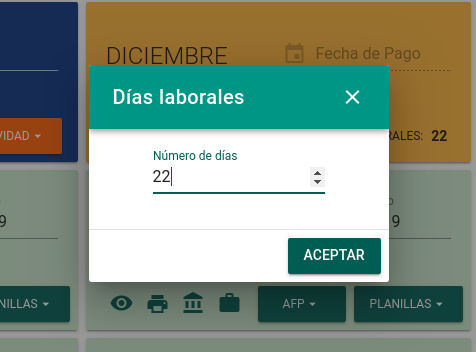 DICIEMBRE
Fecha de Pago
Días laborales
VIDAD
Número de días
22
RALES: 22
9
9
ACEPTAR
NILLAS
AFP
PLANILLAS